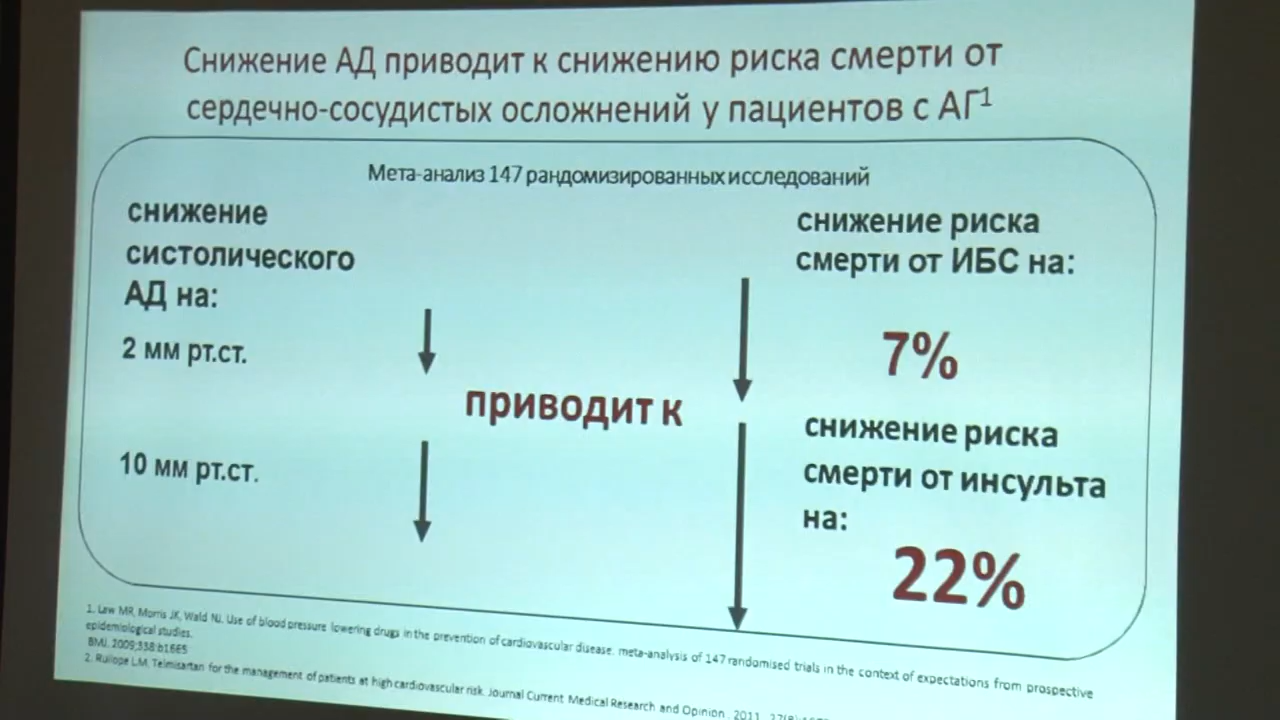 Снижение АД приводит к снижению риска смерти от
сердечно-сосудистых осложнений у пациентов с АГ1
Мета-анализ 147 рандомизированных исследований
снижение
систолического
АД на:
2 мм рт.ст.
10 мм рт.ст.
приводит к
снижение риска
смерти от ИБС на:
7%
снижение риска
смерти от инсульта
на:
22%
1. Law MR, Morris JK, Wald NJ. Use of blood pressure lowering drugs in the prevention of cardiovascular disease: meta-analysis of 147 randomised trials in the context of expectations from prospective
epidemiological studies.
BMJ. 2009;338:b1665
2. Ruilope LM. Telmisartan for the management of patients at high cardiovascular risk. Journal Current Medical Research and Opinion. 2011